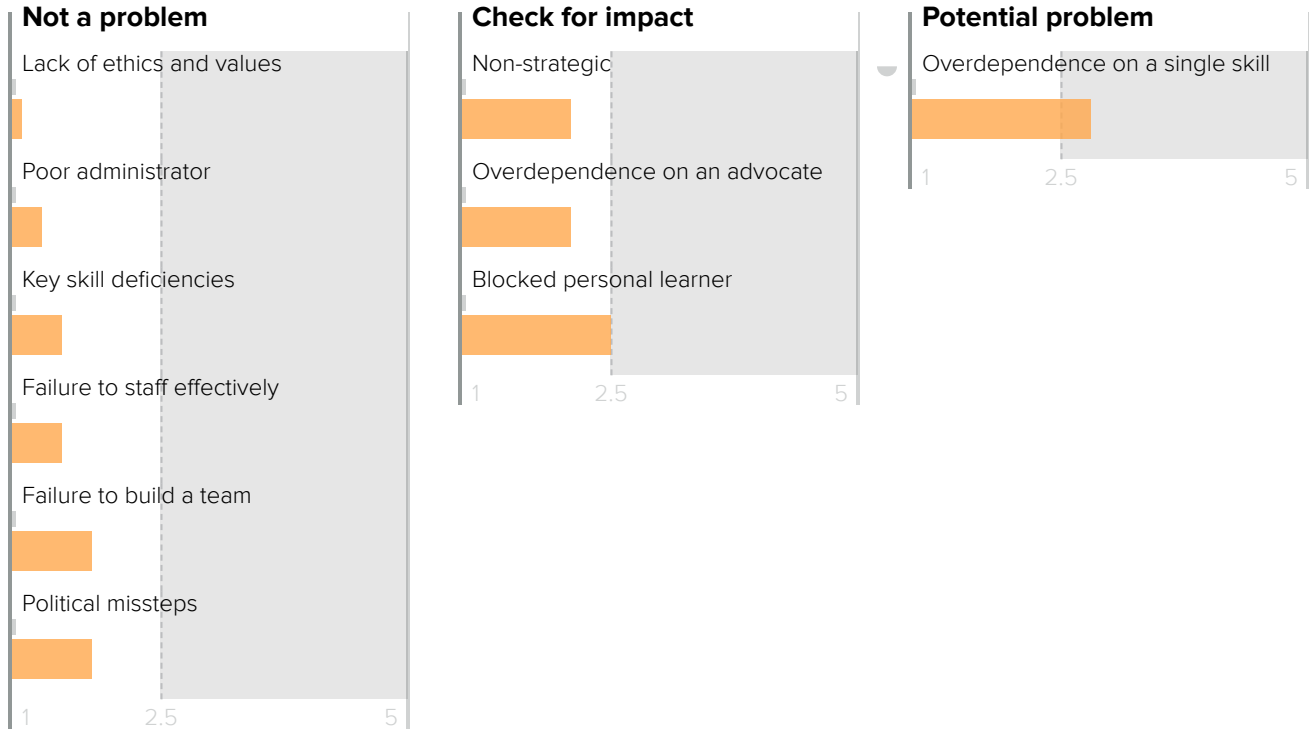 Not a problem
Lack of ethics and values
Poor administrator
Key skill deficiencies
Failure to staff effectively
Failure to build a team
Political missteps
1 2.5 5
Check for impact
Non-strategic
Overdependence on an advocate
Blocked personal learner
1 2.5 5
Potential problem
Overdependence on a single skill
1 2.5 5